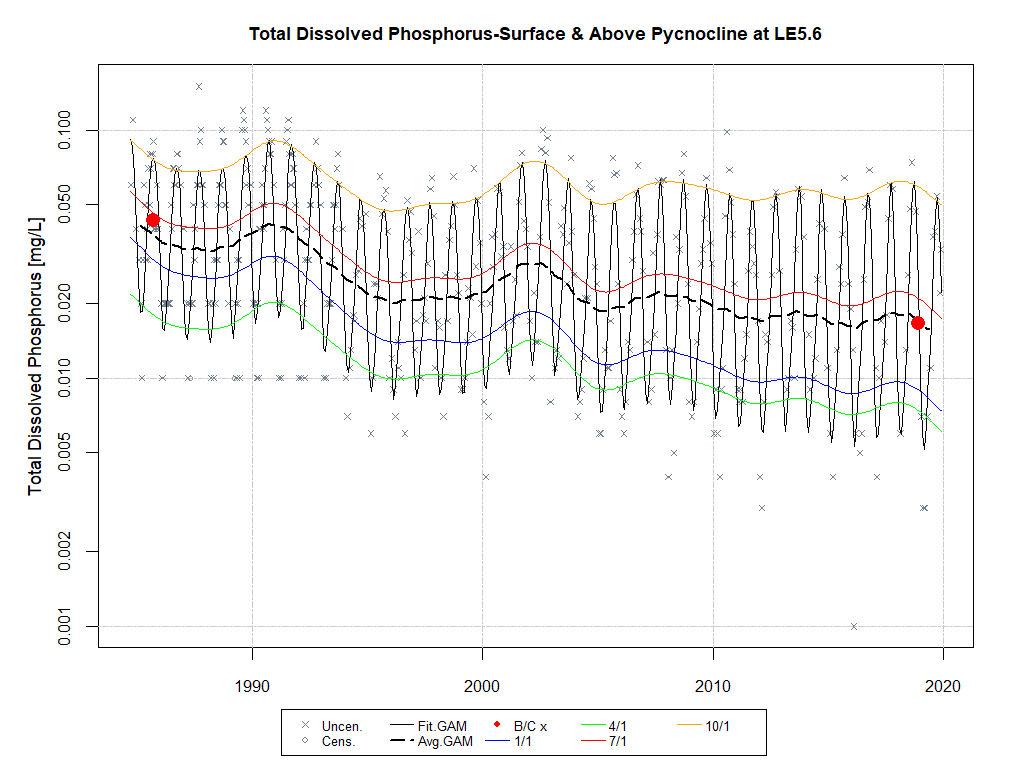 Total Dissolved Phosphorus-Surface & Above Pycnocline at LE5.6
Total Dissolved Phosphorus [mg/L]
0.100
0.050
0.020
0.010
0.005
0.002
0.001
1990 2000 2010 2020
Uncen. Fit.GAM B/C x 4/1 10/1
Cens. Avg.GAM 1/1 7/1